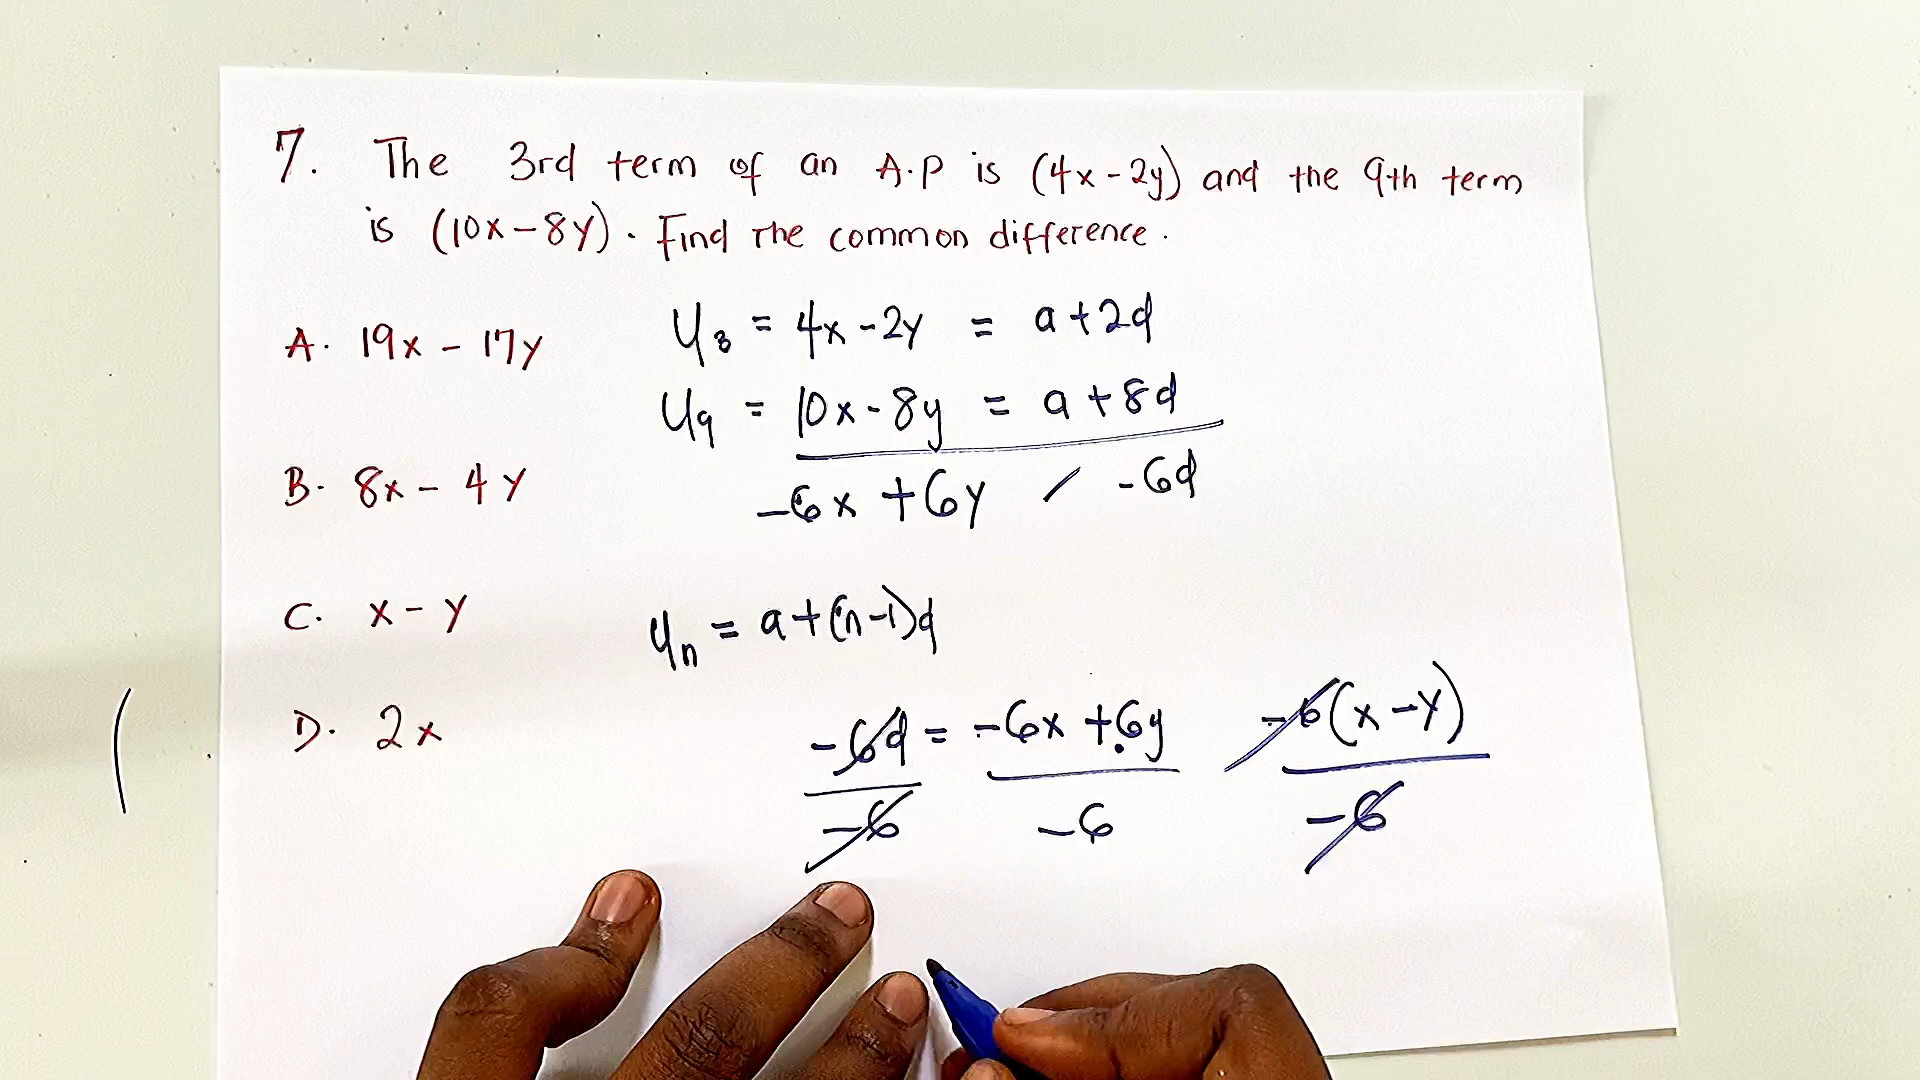 7. The 3rd term of an A.P is (4x - 2y) and the 9th term
is (10x - 8y). Find the common difference.
A. 19x - 17y
B. 8x - 4y
C. x - y
D. 2x
U₃ = 4x - 2y = a + 2d
U₉ = 10x - 8y = a + 8d
-6x + 6y / -6d
Un = a + (n-1)d
-6d = -6x + 6y -6(x - y)
-6 -6 -6